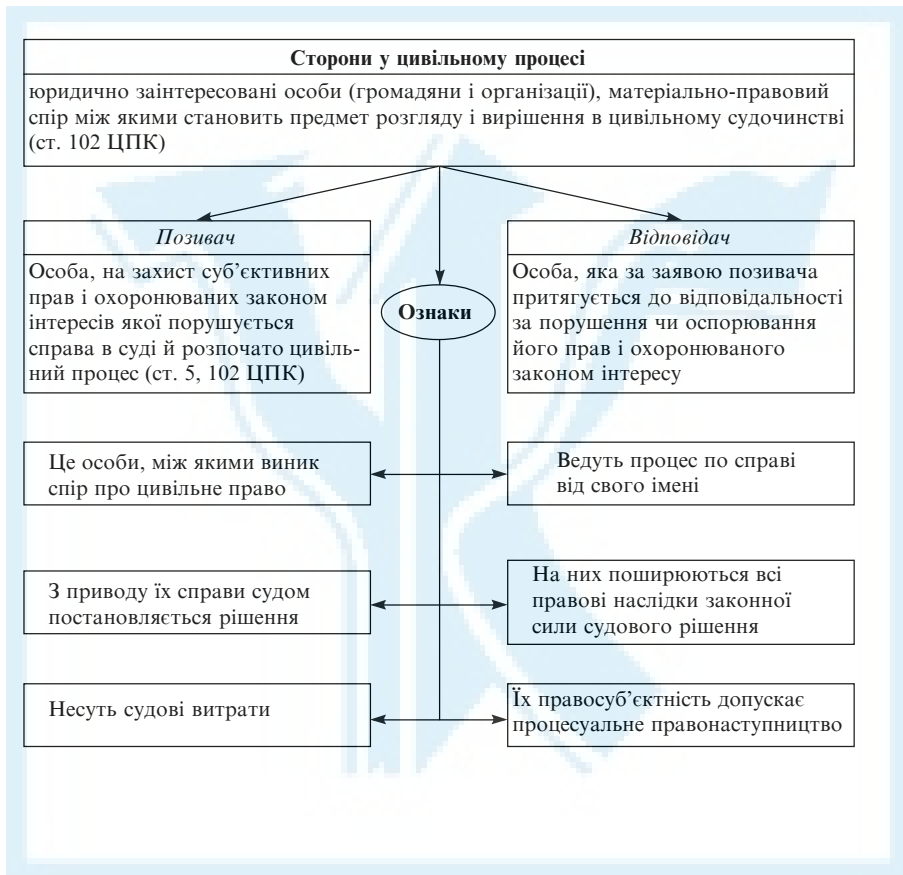 Сторони у цивільному процесі
юридично заінтересовані особи (громадяни і організації), матеріально-правовий
спір між якими становить предмет розгляду і вирішення в цивільному судочинстві
(ст. 102 ЦПК)
Позивач
Особа, на захист суб’єктивних
прав і охоронюваних законом
інтересів якої порушується
справа в суді й розпочато цивіль-
ний процес (ст. 5, 102 ЦПК)
Ознаки
Відповідач
Особа, яка за заявою позивача
притягується до відповідальності
за порушення чи оспорювання
його прав і охоронюваного
законом інтересу
Це особи, між якими виник
спір про цивільне право
Ведуть процес по справі
від свого імені
З приводу їх справи судом
постановляється рішення
На них поширюються всі
правові наслідки законної
сили судового рішення
Несуть судові витрати
Їх правосуб’єктність допускає
процесуальне правонаступництво